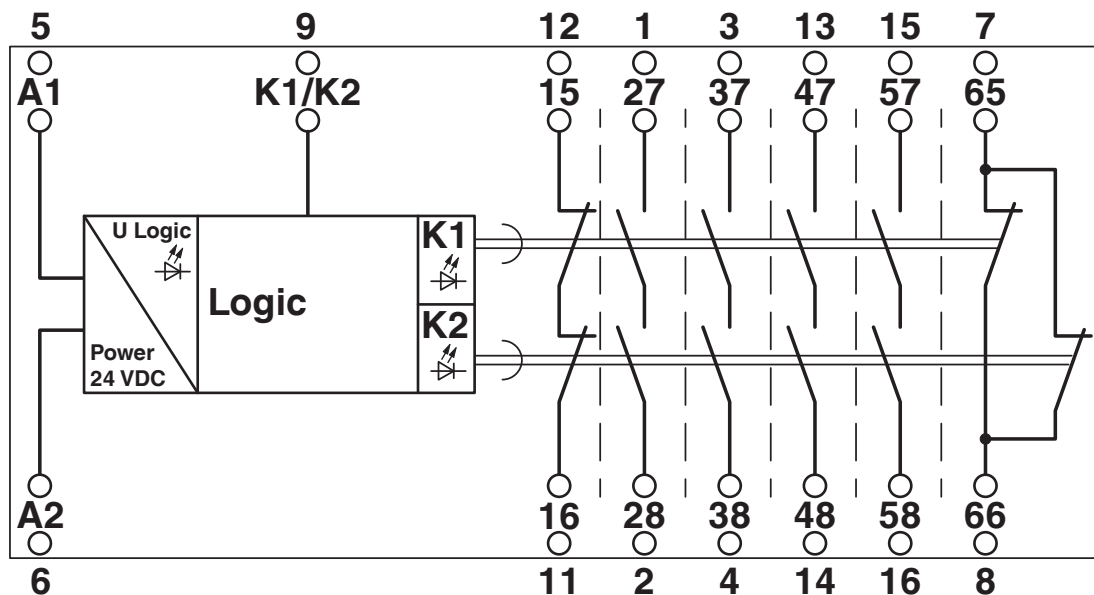 5 9 12 1 3 13 15 7
A1 K1/K2 15 27 37 47 57 65
U Logic
K1
Logic
K2
Power
24 VDC
A2 16 28 38 48 58 66
6 11 2 4 14 16 8